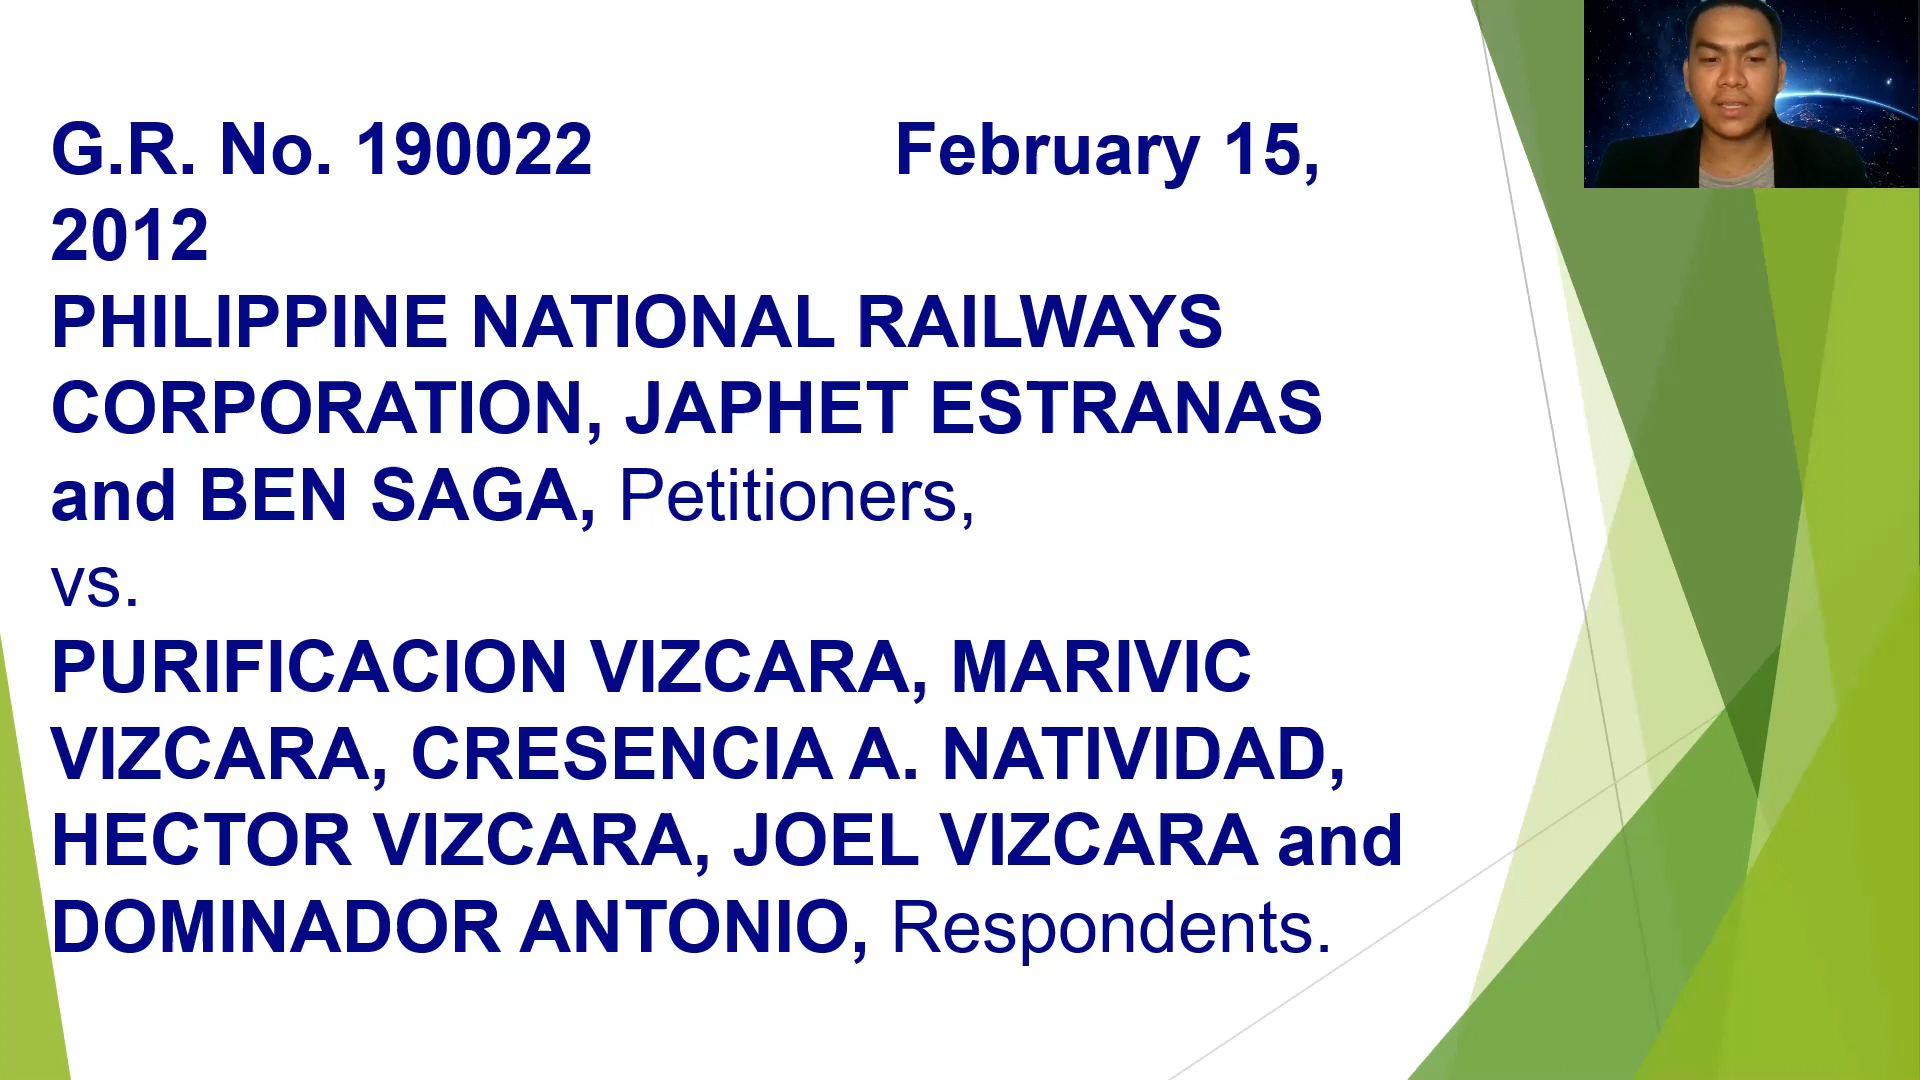 G.R. No. 190022 February 15,
2012
PHILIPPINE NATIONAL RAILWAYS
CORPORATION, JAPHET ESTRANAS
and BEN SAGA, Petitioners,
vs.
PURIFICACION VIZCARA, MARIVIC
VIZCARA, CRESENCIA A. NATIVIDAD,
HECTOR VIZCARA, JOEL VIZCARA and
DOMINADOR ANTONIO, Respondents.